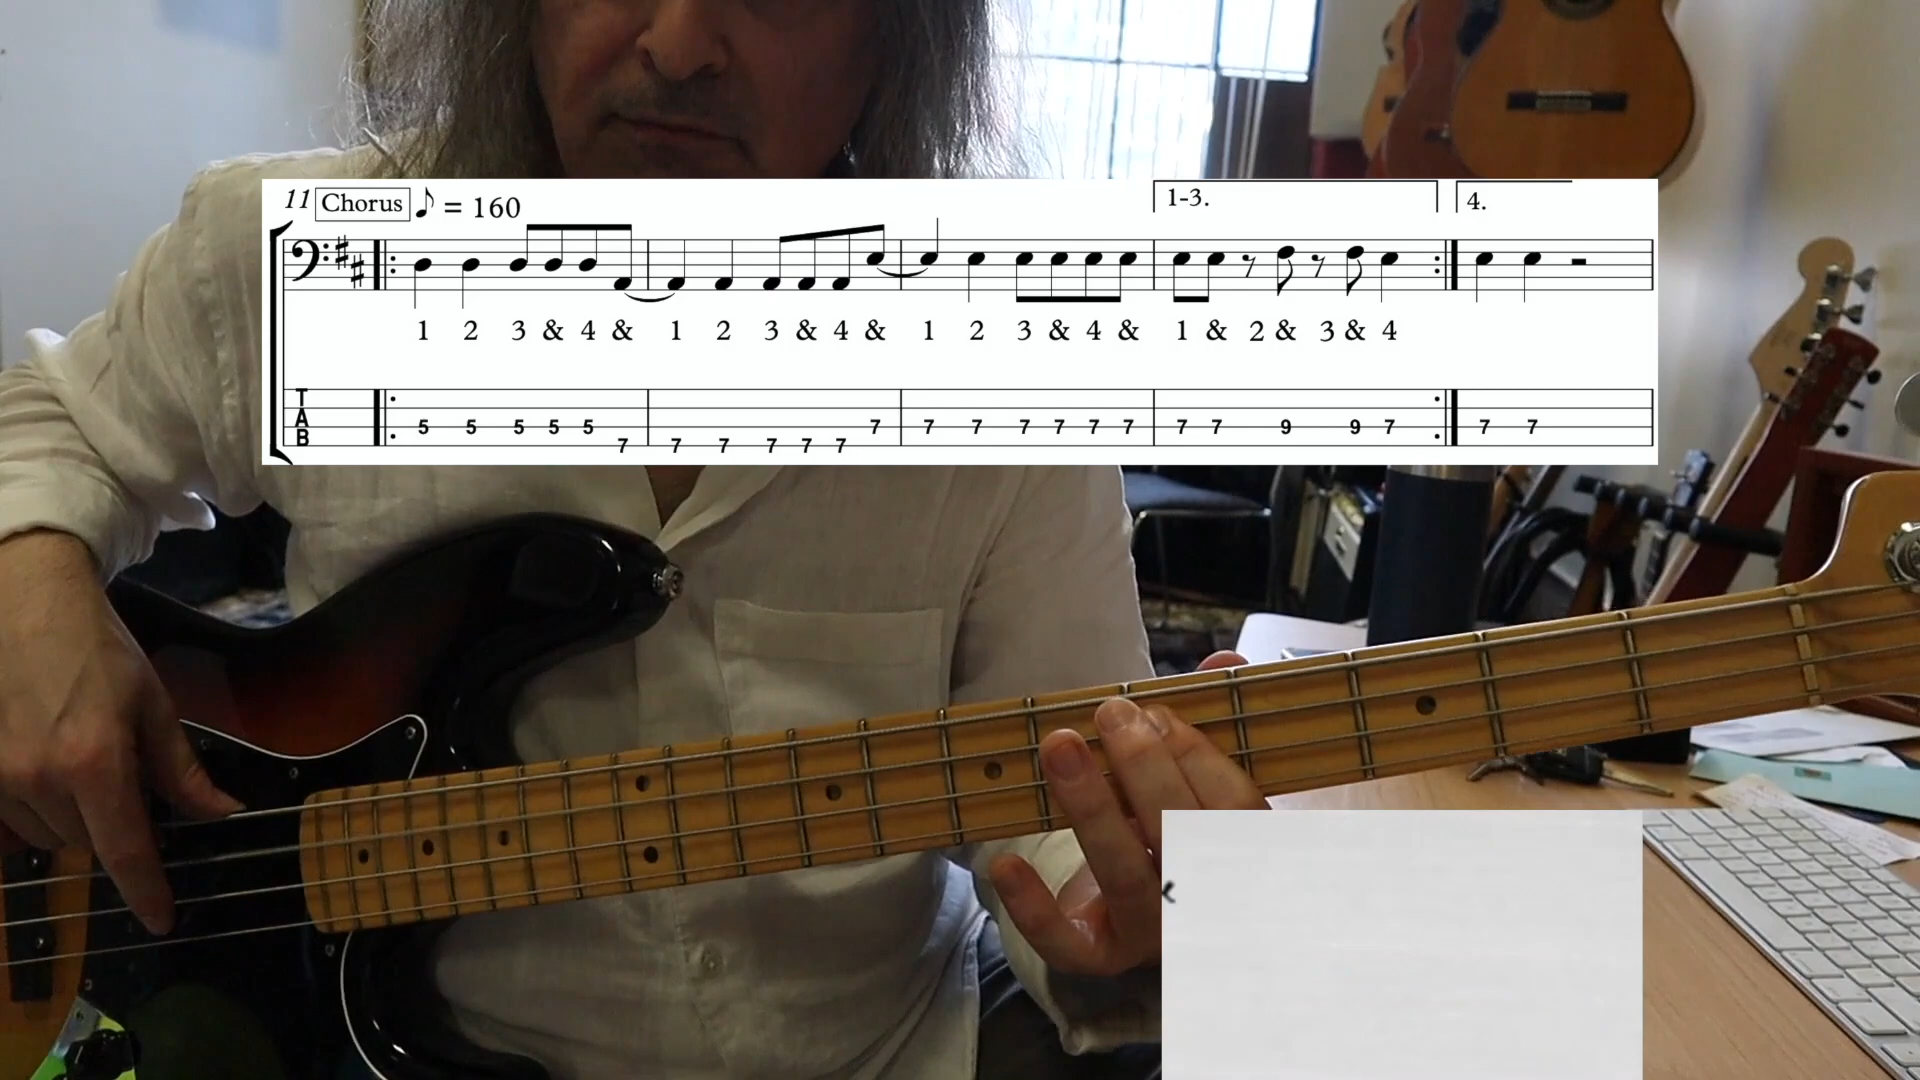 11 Chorus ♪ = 160 1-3. 4.
1 2 3 & 4 & 1 2 3 & 4 & 1 2 3 & 4 & 1 & 2 & 3 & 4
T
A
B
5 5 5 5 5 7 7 7 7 7 7 7 7 7 7 7 7 7 7 7 9 9 7 7 7